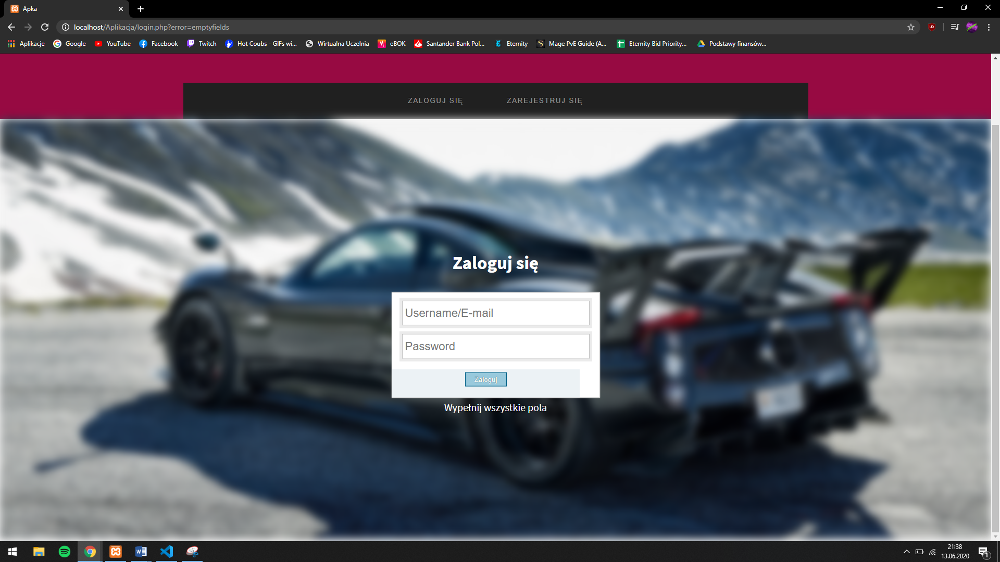 Apka
localhost/Aplikacja/login.php?error=emptyfields
Aplikacje Google YouTube Facebook Twitch Hot Coubs - GIFs wi... Wirtualna Uczelnia eBOK Santander Bank Pol... Eternity Mage PvE Guide (A... Eternity Bid Priority... Podstawy finansów...
ZALOGUJ SIĘ ZAREJESTRUJ SIĘ
Zaloguj się
Username/E-mail
Password
Zaloguj
Wypełnij wszystkie pola
21:38
13.06.2020
1